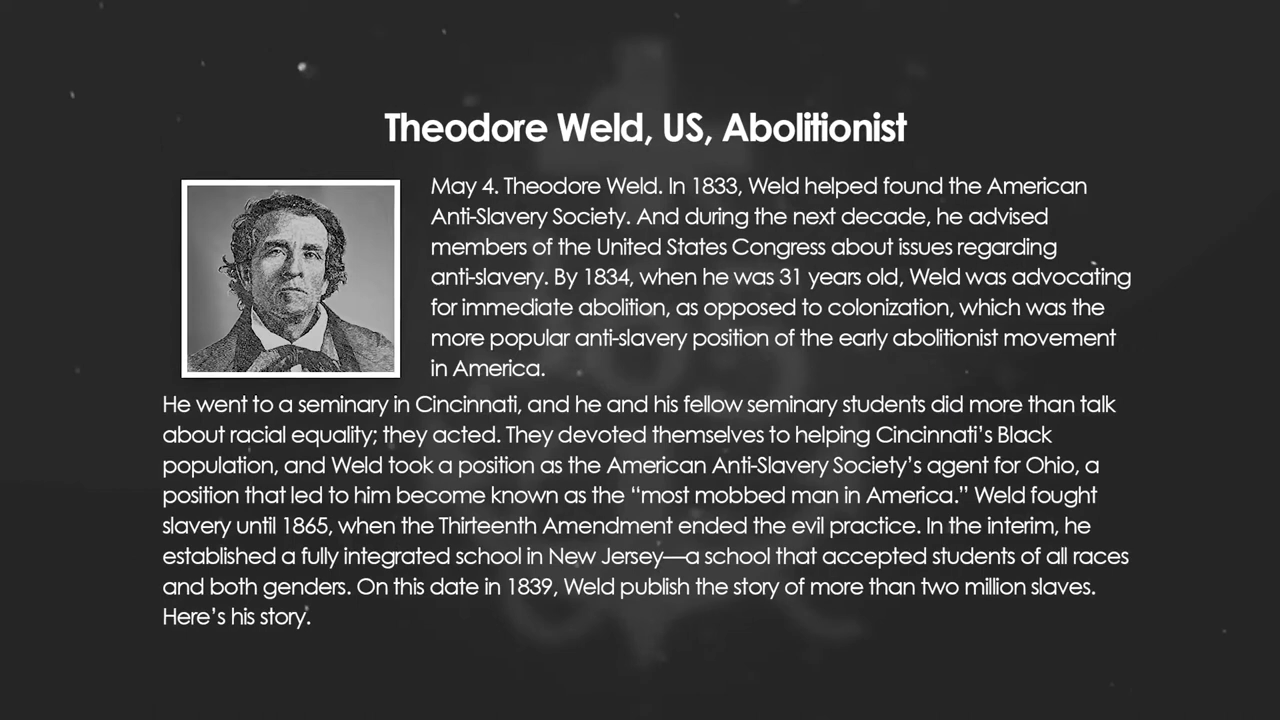 Theodore Weld, US, Abolitionist
May 4. Theodore Weld. In 1833, Weld helped found the American
Anti-Slavery Society. And during the next decade, he advised
members of the United States Congress about issues regarding
anti-slavery. By 1834, when he was 31 years old, Weld was advocating
for immediate abolition, as opposed to colonization, which was the
more popular anti-slavery position of the early abolitionist movement
in America.
He went to a seminary in Cincinnati, and he and his fellow seminary students did more than talk
about racial equality; they acted. They devoted themselves to helping Cincinnati’s Black
population, and Weld took a position as the American Anti-Slavery Society’s agent for Ohio, a
position that led to him become known as the “most mobbed man in America.” Weld fought
slavery until 1865, when the Thirteenth Amendment ended the evil practice. In the interim, he
established a fully integrated school in New Jersey—a school that accepted students of all races
and both genders. On this date in 1839, Weld publish the story of more than two million slaves.
Here’s his story.